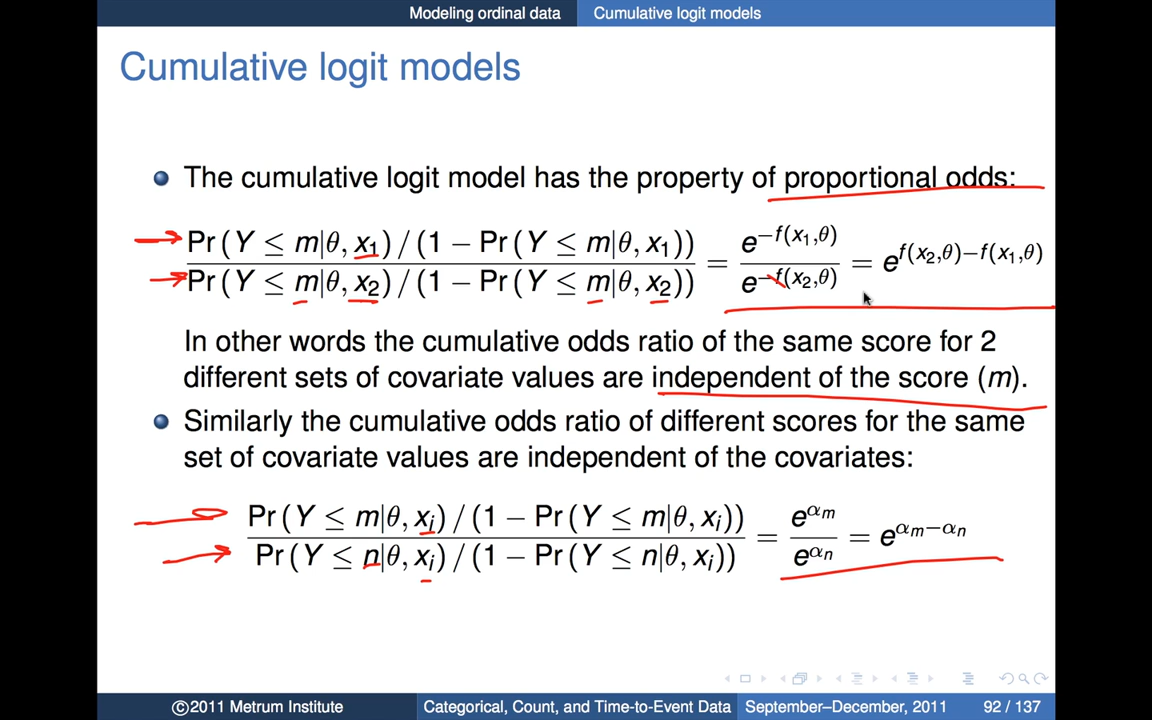 Modeling ordinal data Cumulative logit models
Cumulative logit models
The cumulative logit model has the property of proportional odds:
Pr(Y ≤ m|θ, x₁)/(1 − Pr(Y ≤ m|θ, x₁))
Pr(Y ≤ m|θ, x₂)/(1 − Pr(Y ≤ m|θ, x₂))
= e^{−f(x₁,θ)} / e^{−f(x₂,θ)} = e^{f(x₂,θ)−f(x₁,θ)}
In other words the cumulative odds ratio of the same score for 2
different sets of covariate values are independent of the score (m).
Similarly the cumulative odds ratio of different scores for the same
set of covariate values are independent of the covariates:
Pr(Y ≤ m|θ, xᵢ)/(1 − Pr(Y ≤ m|θ, xᵢ))
Pr(Y ≤ n|θ, xᵢ)/(1 − Pr(Y ≤ n|θ, xᵢ))
= e^{αₘ} / e^{αₙ} = e^{αₘ−αₙ}
©2011 Metrum Institute Categorical, Count, and Time-to-Event Data September–December, 2011 92 / 137